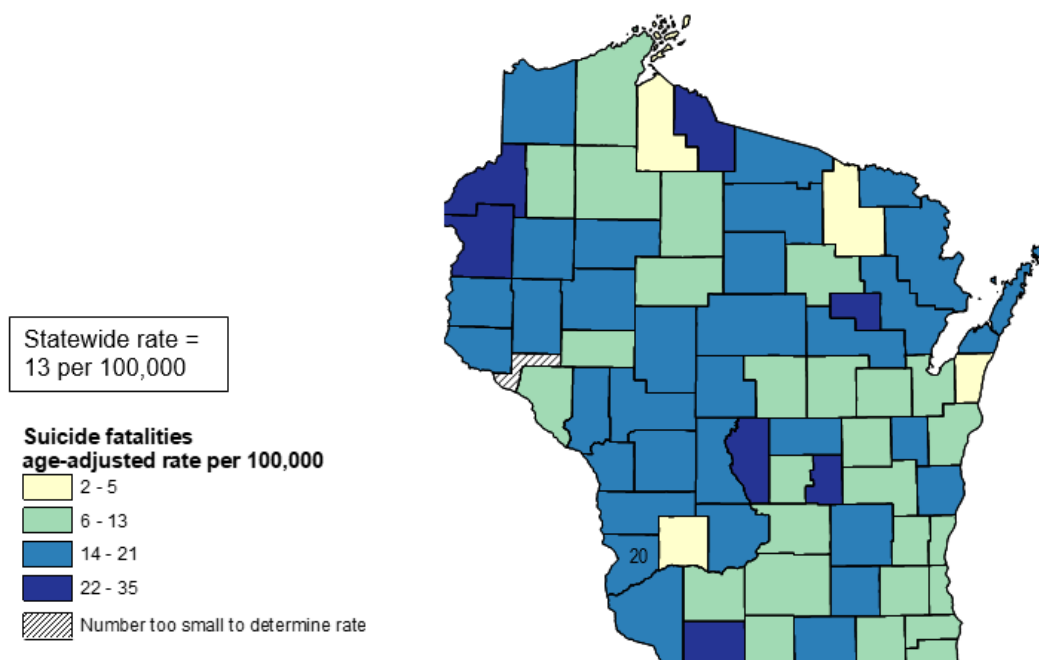 Statewide rate =
13 per 100,000
Suicide fatalities
age-adjusted rate per 100,000
2 - 5
6 - 13
14 - 21
22 - 35
Number too small to determine rate
20